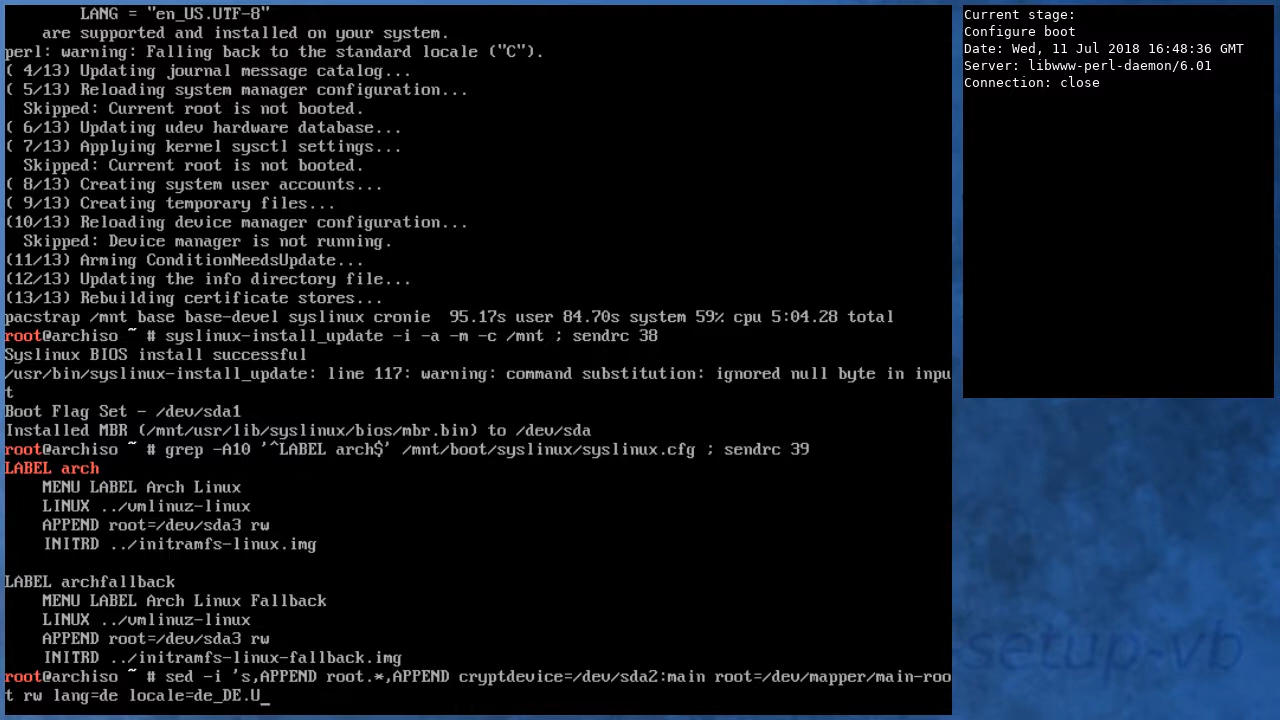 LANG = "en_US.UTF-8"
are supported and installed on your system.
perl: warning: Falling back to the standard locale ("C").
( 4/13) Updating journal message catalog...
( 5/13) Reloading system manager configuration...
Skipped: Current root is not booted.
( 6/13) Updating udev hardware database...
( 7/13) Applying kernel sysctl settings...
Skipped: Current root is not booted.
( 8/13) Creating system user accounts...
( 9/13) Creating temporary files...
(10/13) Reloading device manager configuration...
Skipped: Device manager is not running.
(11/13) Arming ConditionNeedsUpdate...
(12/13) Updating the info directory file...
(13/13) Rebuilding certificate stores...
pacstrap /mnt base base-devel syslinux cronie  95.17s user 84.70s system 59% cpu 5:04.28 total
root@archiso ~ # syslinux-install_update -i -a -m -c /mnt ; sendrc 38
Syslinux BIOS install successful
/usr/bin/syslinux-install_update: line 117: warning: command substitution: ignored null byte in inpu
t
Boot Flag Set - /dev/sda1
Installed MBR (/mnt/usr/lib/syslinux/bios/mbr.bin) to /dev/sda
root@archiso ~ # grep -A10 '^LABEL arch$' /mnt/boot/syslinux/syslinux.cfg ; sendrc 39
LABEL arch
MENU LABEL Arch Linux
LINUX ../vmlinuz-linux
APPEND root=/dev/sda3 rw
INITRD ../initramfs-linux.img
LABEL archfallback
MENU LABEL Arch Linux Fallback
LINUX ../vmlinuz-linux
APPEND root=/dev/sda3 rw
INITRD ../initramfs-linux-fallback.img
root@archiso ~ # sed -i 's,APPEND root.*,APPEND cryptdevice=/dev/sda2:main root=/dev/mapper/main-roo
t rw lang=de locale=de_DE.U_
Current stage:
Configure boot
Date: Wed, 11 Jul 2018 16:48:36 GMT
Server: libwww-perl-daemon/6.01
Connection: close
setup-vb